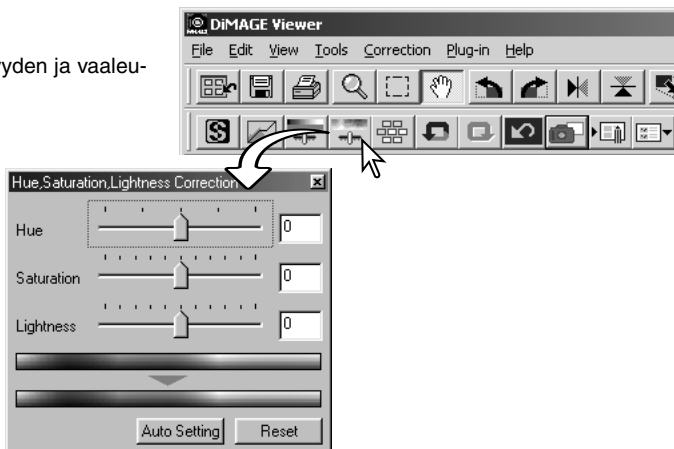 DiMAGE Viewer
File Edit View Tools Correction Plug-in Help
yden ja vaaleu-
S
Hue,Saturation,Lightness Correction
Hue 0
Saturation 0
Lightness 0
Auto Setting Reset